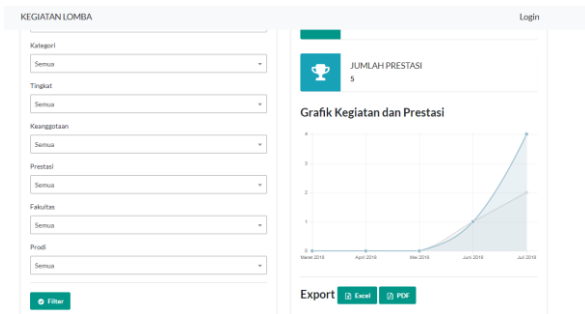 KEGIATAN LOMBA
Login
Kategori
Semua
Tingkat
Semua
Keanggotaan
Semua
Prestasi
Semua
Fakultas
Semua
Prodi
Semua
Filter
JUMLAH PRESTASI
5
Grafik Kegiatan dan Prestasi
4
3
2
1
0
Maret 2018
April 2018
Mei 2018
Juni 2018
Juli 2018
Export
Excel
PDF